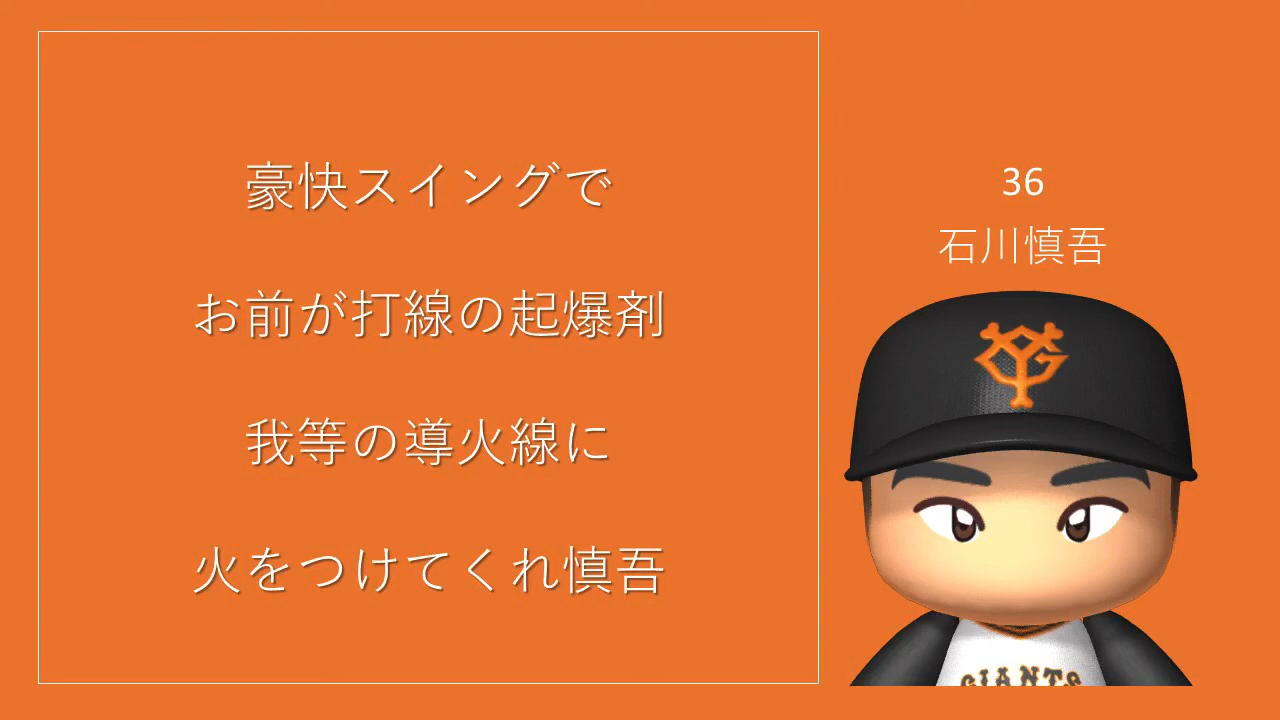 豪快スイングで
お前が打線の起爆剤
我等の導火線に
火をつけてくれ慎吾
36
石川慎吾
GIANTS